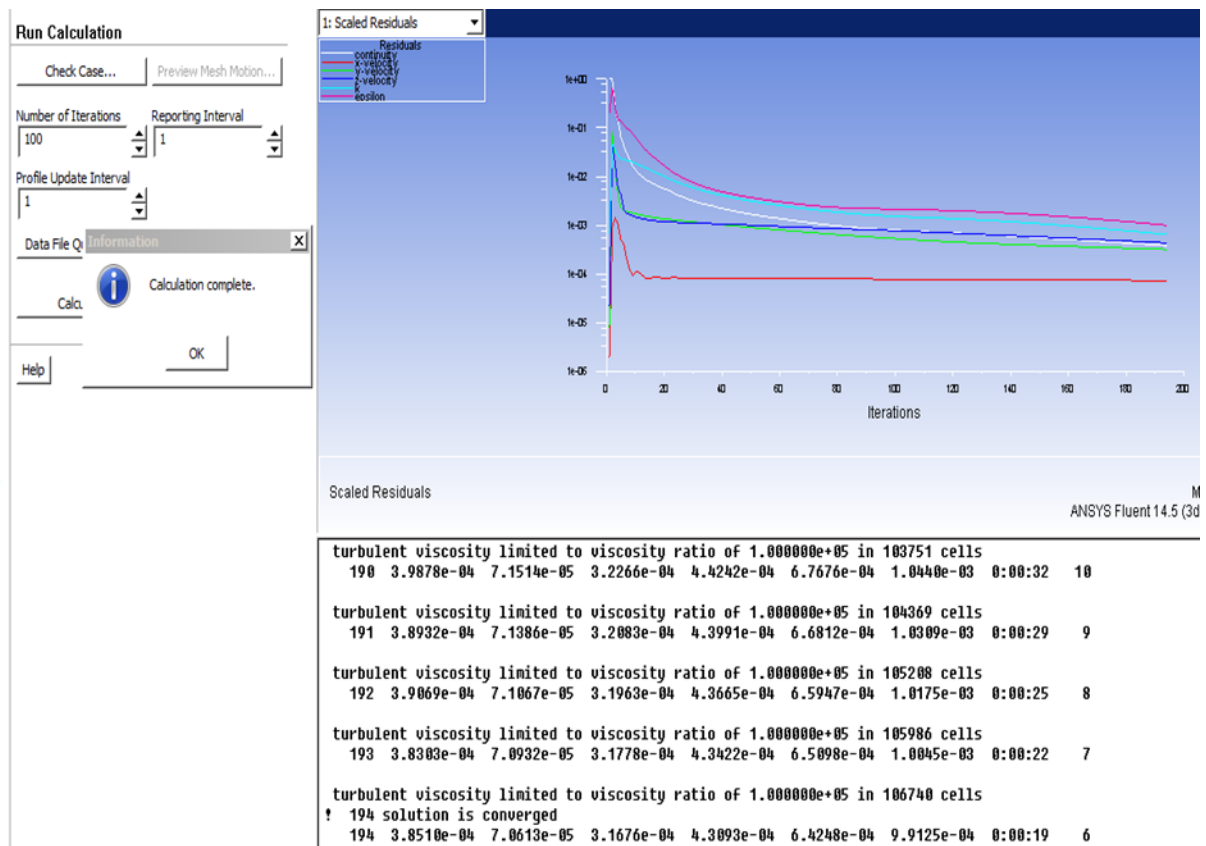 Run Calculation
Check Case...
Preview Mesh Motion...
Number of Iterations
Reporting Interval
100
1
Profile Update Interval
1
Data File Qu
Information
X
Calculation complete.
Calcu
OK
Help
1: Scaled Residuals
Residuals
continuity
x-velocity
y-velocity
z-velocity
k
epsilon
1e+00
1e-01
1e-02
1e-03
1e-04
1e-05
1e-06
0 20 40 60 80 100 120 140 160 180 200
Iterations
Scaled Residuals
M
ANSYS Fluent 14.5 (3d
turbulent viscosity limited to viscosity ratio of 1.000000e+05 in 103751 cells
190 3.9878e-04 7.1514e-05 3.2266e-04 4.4242e-04 6.7676e-04 1.0440e-03 0:00:32 10
turbulent viscosity limited to viscosity ratio of 1.000000e+05 in 104369 cells
191 3.8932e-04 7.1386e-05 3.2083e-04 4.3991e-04 6.6812e-04 1.0309e-03 0:00:29 9
turbulent viscosity limited to viscosity ratio of 1.000000e+05 in 105208 cells
192 3.9069e-04 7.1067e-05 3.1963e-04 4.3665e-04 6.5947e-04 1.0175e-03 0:00:25 8
turbulent viscosity limited to viscosity ratio of 1.000000e+05 in 105986 cells
193 3.8303e-04 7.0932e-05 3.1778e-04 4.3422e-04 6.5098e-04 1.0045e-03 0:00:22 7
turbulent viscosity limited to viscosity ratio of 1.000000e+05 in 106740 cells
! 194 solution is converged
194 3.8510e-04 7.0613e-05 3.1676e-04 4.3093e-04 6.4248e-04 9.9125e-04 0:00:19 6